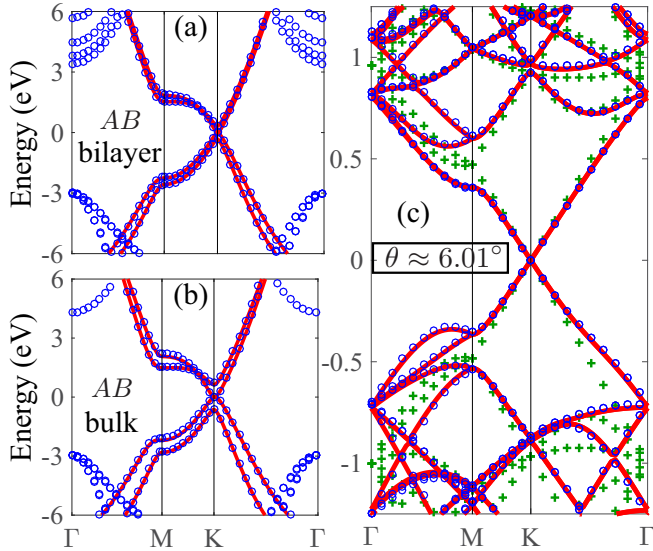 6
(a)
3
Energy (eV)
0
AB
bilayer
-3
-6
6
(b)
3
Energy (eV)
0
AB
bulk
-3
-6
Γ
M
K
Γ
1
0.5
(c)
0
θ ≈ 6.01°
-0.5
-1
Γ
M
K
Γ